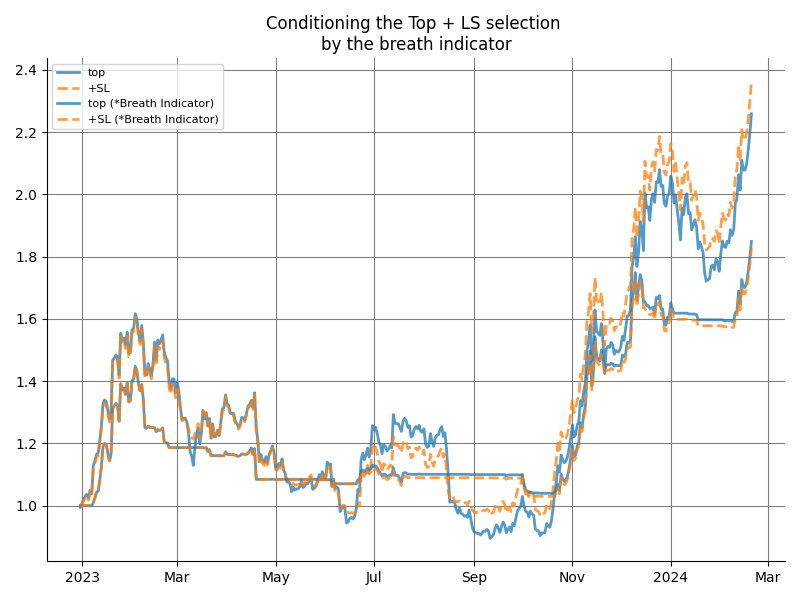 Conditioning the Top + LS selection
by the breath indicator
top
+SL
top (*Breath Indicator)
+SL (*Breath Indicator)
2.4
2.2
2.0
1.8
1.6
1.4
1.2
1.0
2023
Mar
May
Jul
Sep
Nov
2024
Mar